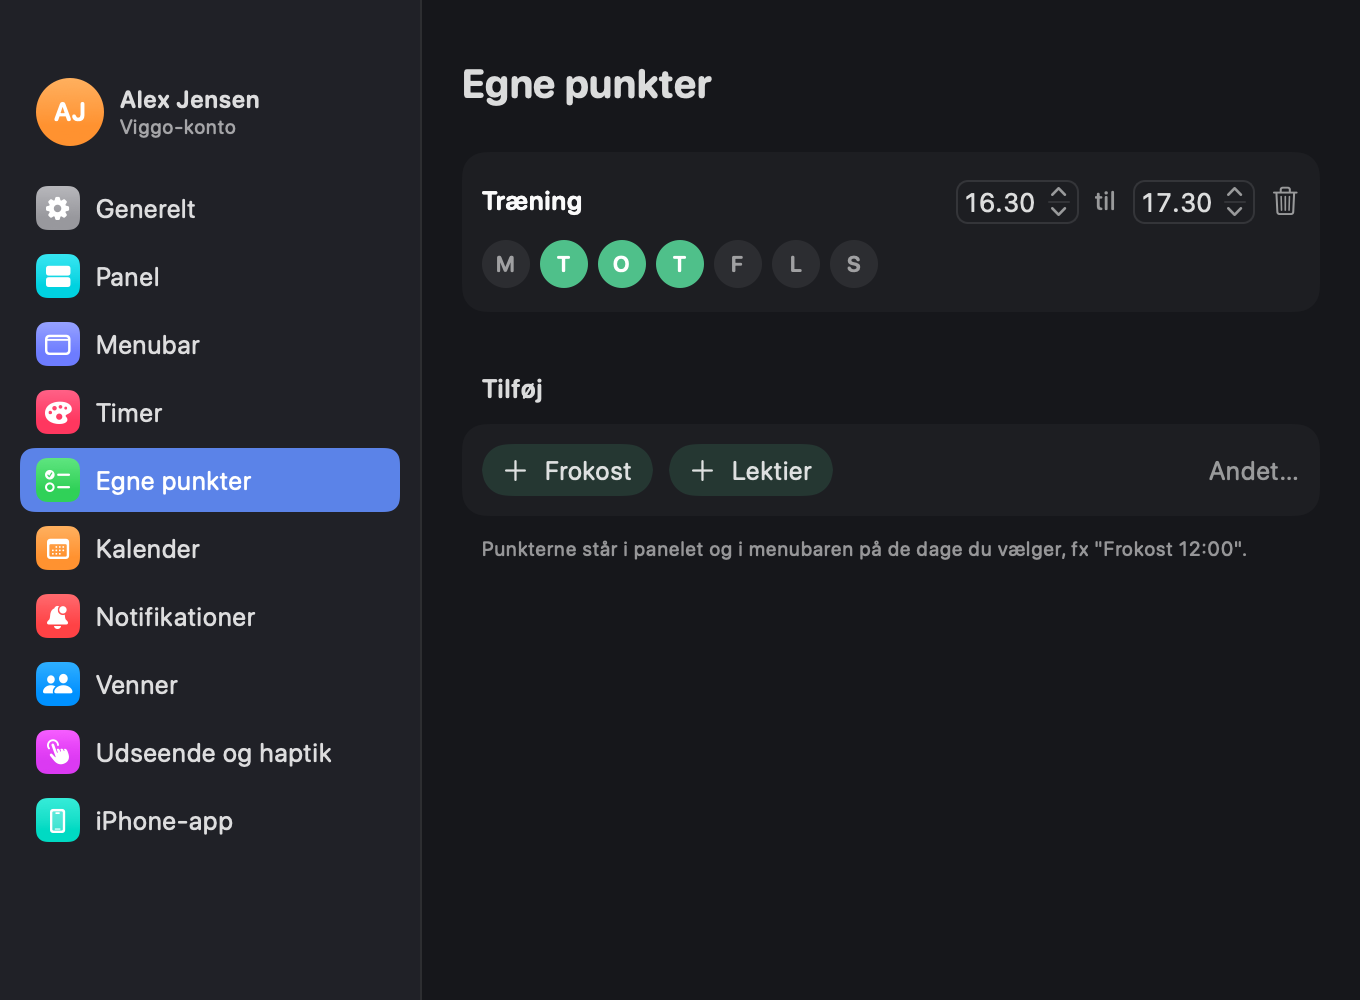 AJ
Alex Jensen
Viggo-konto
Generelt
Panel
Menubar
Timer
Egne punkter
Kalender
Notifikationer
Venner
Udseende og haptik
iPhone-app
Egne punkter
Træning
16.30 til 17.30
M T O T F L S
Tilføj
+ Frokost + Lektier Andet...
Punkterne står i panelet og i menubaren på de dage du vælger, fx "Frokost 12:00".